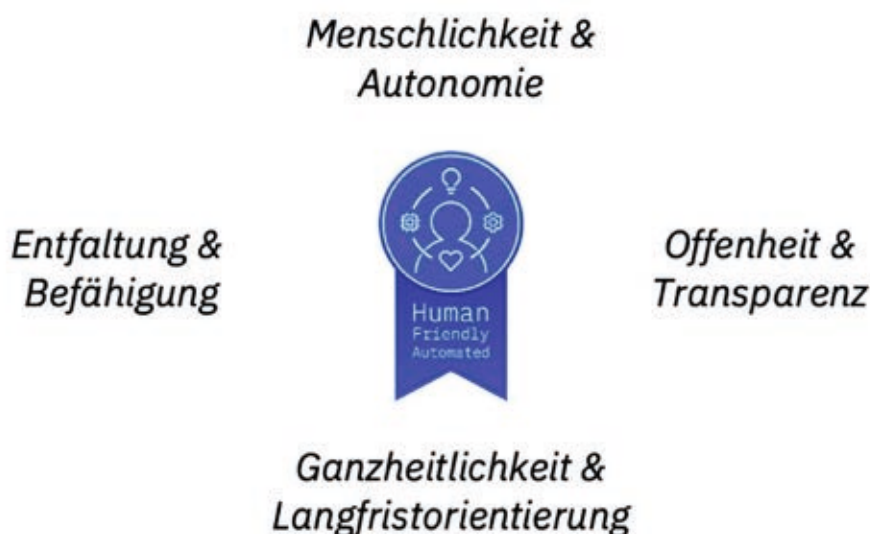 Menschlichkeit &
Autonomie
Entfaltung &
Befähigung
Offenheit &
Transparenz
Human
Friendly
Automated
Ganzheitlichkeit &
Langfristorientierung